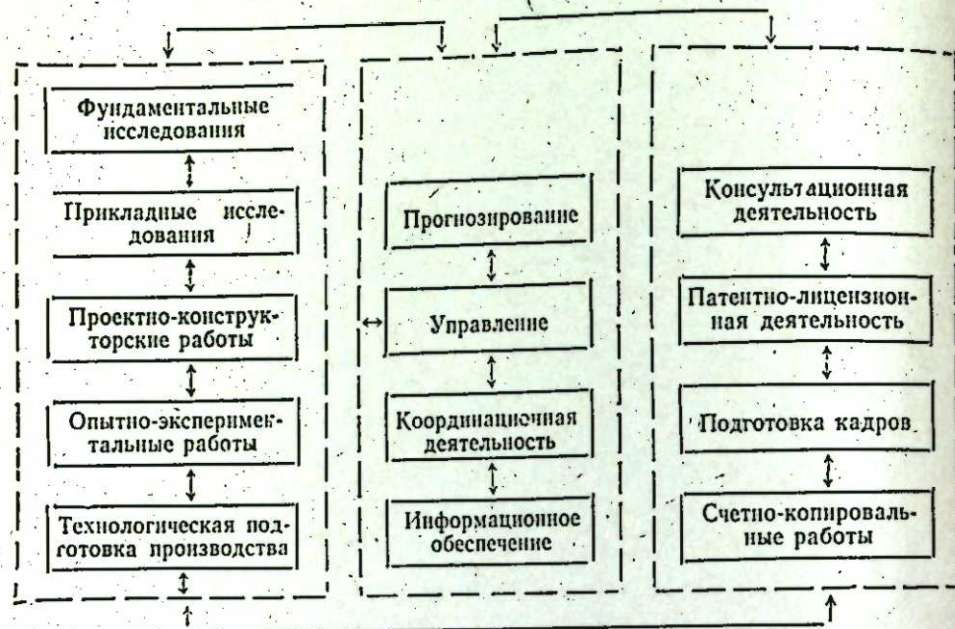 Фундаментальные
исследования
Прикладные иссле-
дования
Проектно-конструк-
торские работы
Опытно-эксперимен-
тальные работы
Технологическая под-
готовка производства
Прогнозирование
Управление
Координационная
деятельность
Информационное
обеспечение
Консультационная
деятельность
Патентно-лицензион-
ная деятельность
Подготовка кадров
Счетно-копироваль-
ные работы